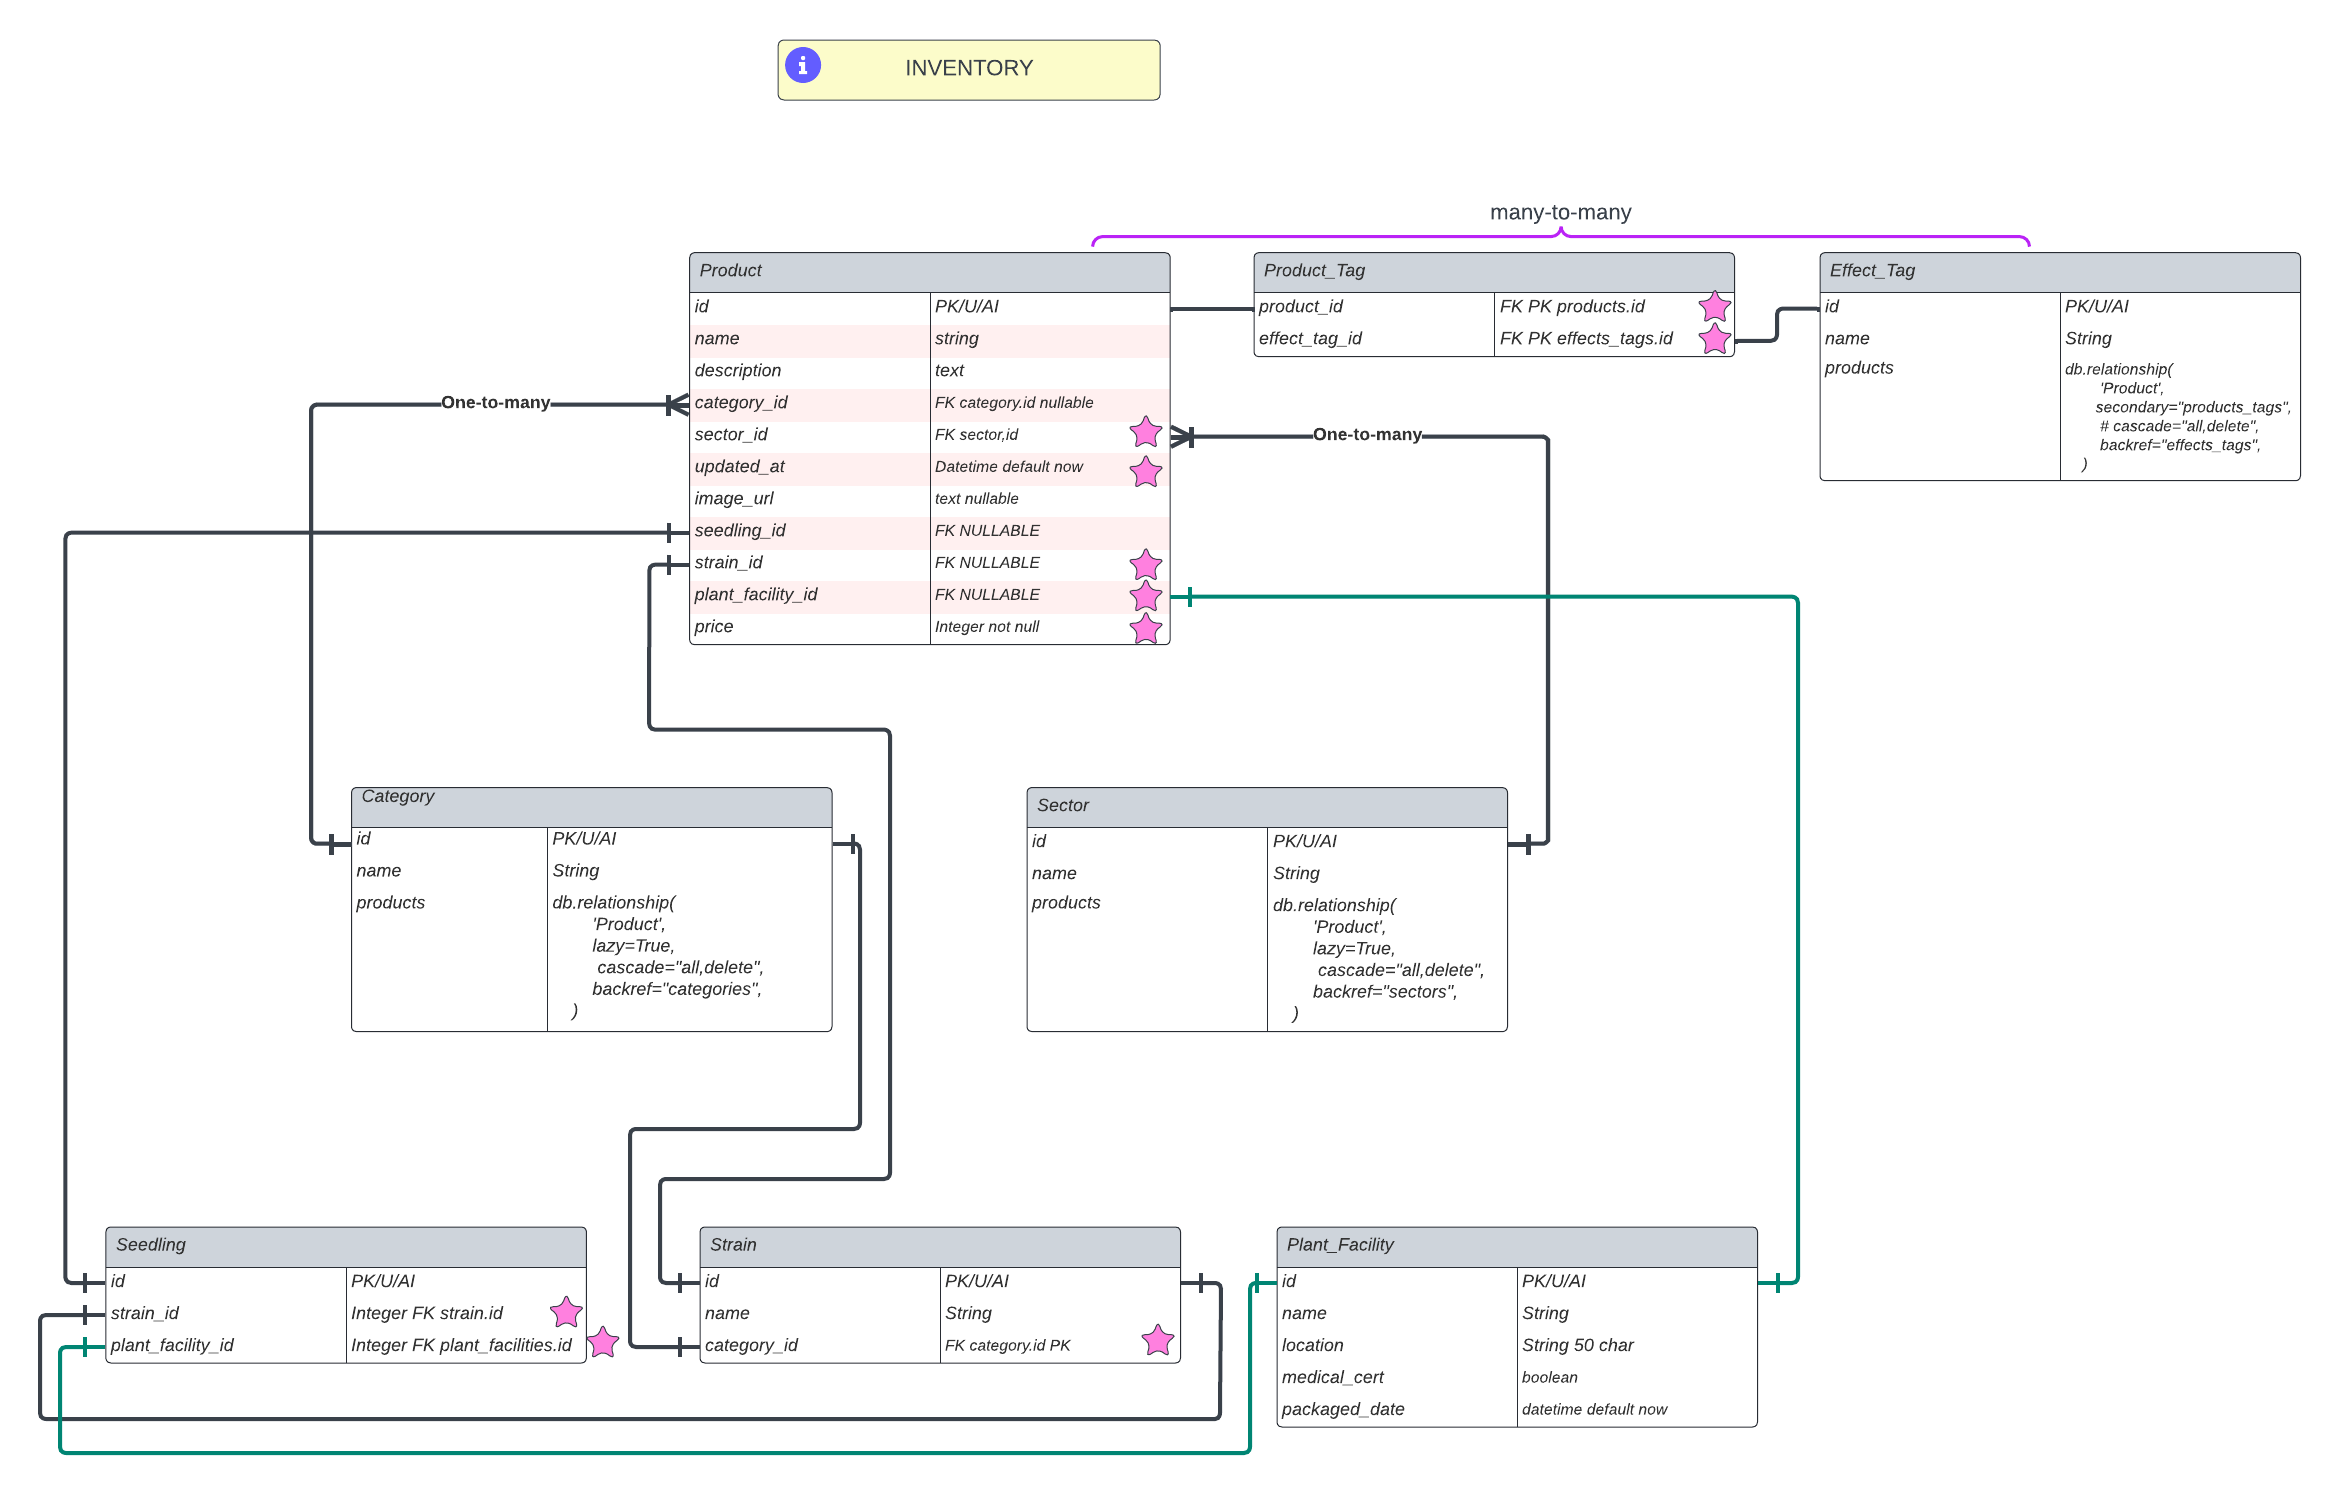 INVENTORY
many-to-many
Product
id PK/U/AI
name string
description text
category_id FK category.id nullable
sector_id FK sector,id
updated_at Datetime default now
image_url text nullable
seedling_id FK NULLABLE
strain_id FK NULLABLE
plant_facility_id FK NULLABLE
price Integer not null
Product_Tag
product_id FK PK products.id
effect_tag_id FK PK effects_tags.id
Effect_Tag
id PK/U/AI
name String
products db.relationship(
'Product',
secondary="products_tags",
# cascade="all,delete",
backref="effects_tags",
)
One-to-many
One-to-many
Category
id PK/U/AI
name String
products db.relationship(
'Product',
lazy=True,
cascade="all,delete",
backref="categories",
)
Sector
id PK/U/AI
name String
products db.relationship(
'Product',
lazy=True,
cascade="all,delete",
backref="sectors",
)
Seedling
id PK/U/AI
strain_id Integer FK strain.id
plant_facility_id Integer FK plant_facilities.id
Strain
id PK/U/AI
name String
category_id FK category.id PK
Plant_Facility
id PK/U/AI
name String
location String 50 char
medical_cert boolean
packaged_date datetime default now